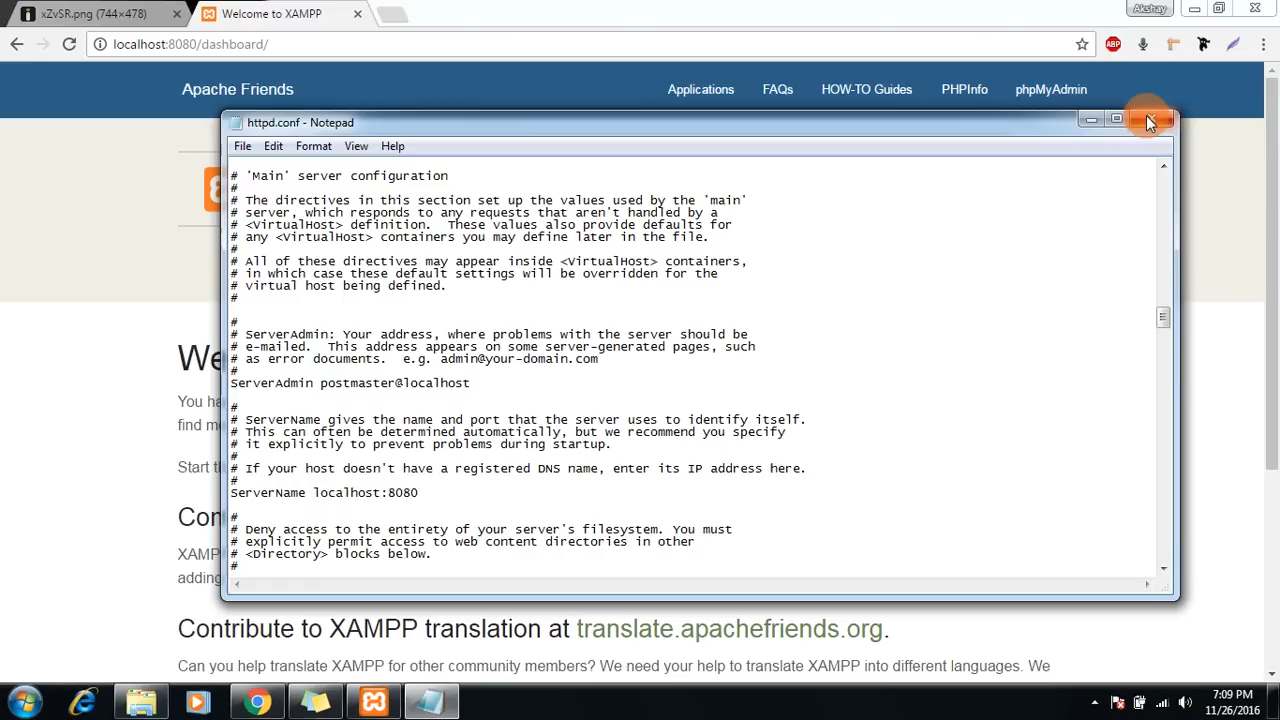 xZvSR.png (744×478)
Welcome to XAMPP
Akshay
localhost:8080/dashboard/
ABP
Apache Friends
Applications
FAQs
HOW-TO Guides
PHPInfo
phpMyAdmin
httpd.conf - Notepad
File Edit Format View Help
# 'Main' server configuration
#
# The directives in this section set up the values used by the 'main'
# server, which responds to any requests that aren't handled by a
# <VirtualHost> definition.  These values also provide defaults for
# any <VirtualHost> containers you may define later in the file.
#
# All of these directives may appear inside <VirtualHost> containers,
# in which case these default settings will be overridden for the
# virtual host being defined.
#
#
# ServerAdmin: Your address, where problems with the server should be
# e-mailed.  This address appears on some server-generated pages, such
# as error documents.  e.g. admin@your-domain.com
#
ServerAdmin postmaster@localhost
#
# ServerName gives the name and port that the server uses to identify itself.
# This can often be determined automatically, but we recommend you specify
# it explicitly to prevent problems during startup.
#
# If your host doesn't have a registered DNS name, enter its IP address here.
#
ServerName localhost:8080
#
# Deny access to the entirety of your server's filesystem. You must
# explicitly permit access to web content directories in other
# <Directory> blocks below.
#
We
You ha
find m
Start th
Con
XAMP
adding
Contribute to XAMPP translation at translate.apachefriends.org.
Can you help translate XAMPP for other community members? We need your help to translate XAMPP into different languages. We
7:09 PM
11/26/2016